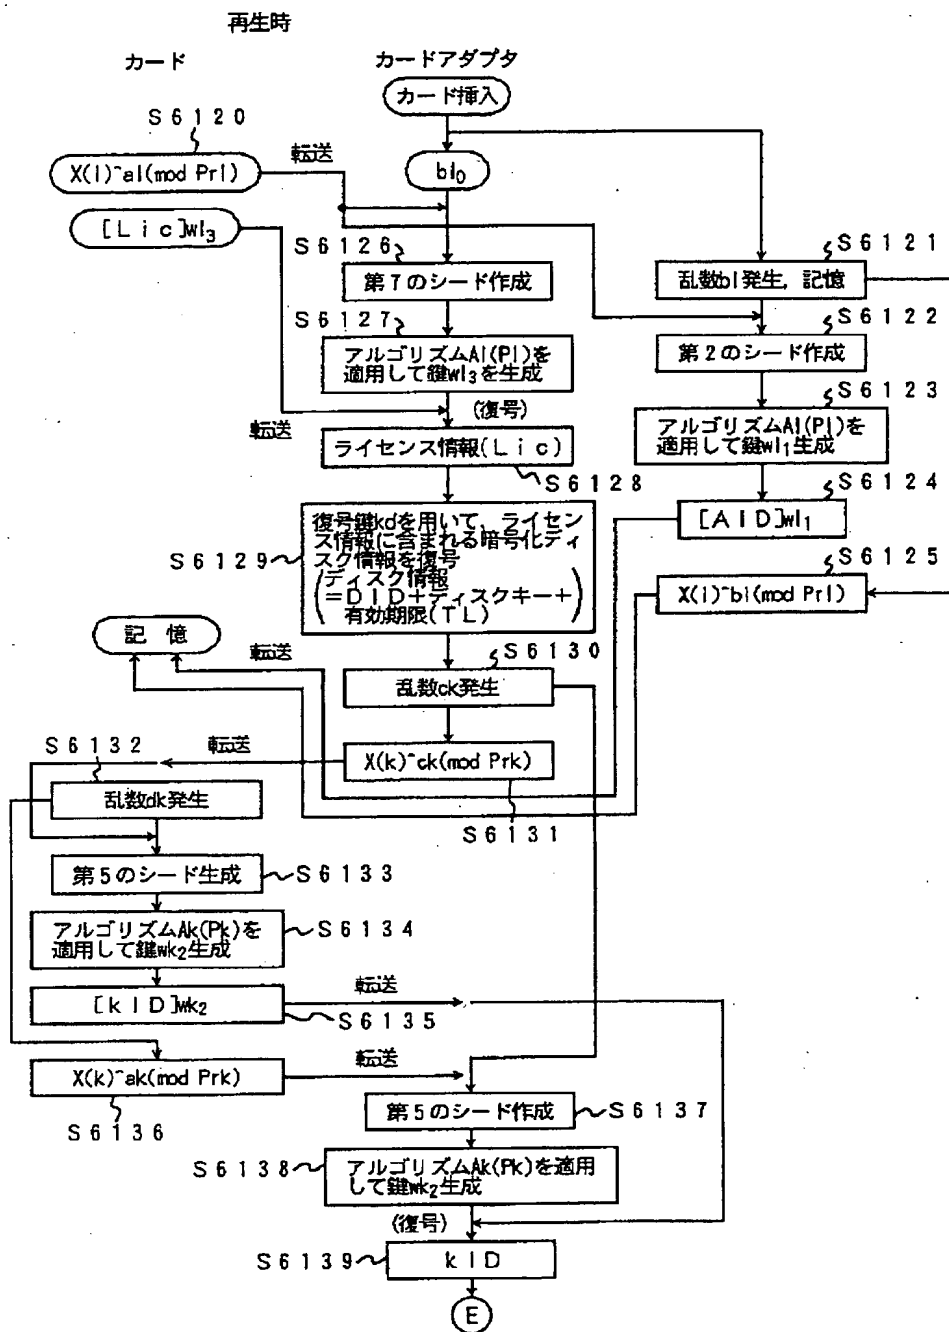 再生時
カード
カードアダプタ
カード挿入
S6120
X(l)^al(mod Prl)
転送
bl₀
[Lic]wl₃
S6126
第7のシード作成
S6121
乱数bl発生，記憶
S6122
第2のシード作成
S6127
アルゴリズムAl(Pl)を
適用して鍵wl₃を生成
S6123
アルゴリズムAl(Pl)を
適用して鍵wl₁生成
転送
(復号)
ライセンス情報(Lic)
S6128
S6124
[AID]wl₁
S6129
復号鍵kdを用いて、ライセン
ス情報に含まれる暗号化ディ
スク情報を復号
(ディスク情報
=DID+ディスクキー+
有効期限(TL))
S6125
X(l)^bl(mod Prl)
記 憶
転送
S6130
乱数ck発生
S6132
転送
X(k)^ck(mod Prk)
S6131
乱数dk発生
第5のシード生成
S6133
アルゴリズムAk(Pk)を
適用して鍵wk₂生成
S6134
[kID]wk₂
転送
S6135
X(k)^ak(mod Prk)
転送
S6136
第5のシード作成
S6137
S6138
アルゴリズムAk(Pk)を適用
して鍵wk₂生成
(復号)
S6139
kID
E